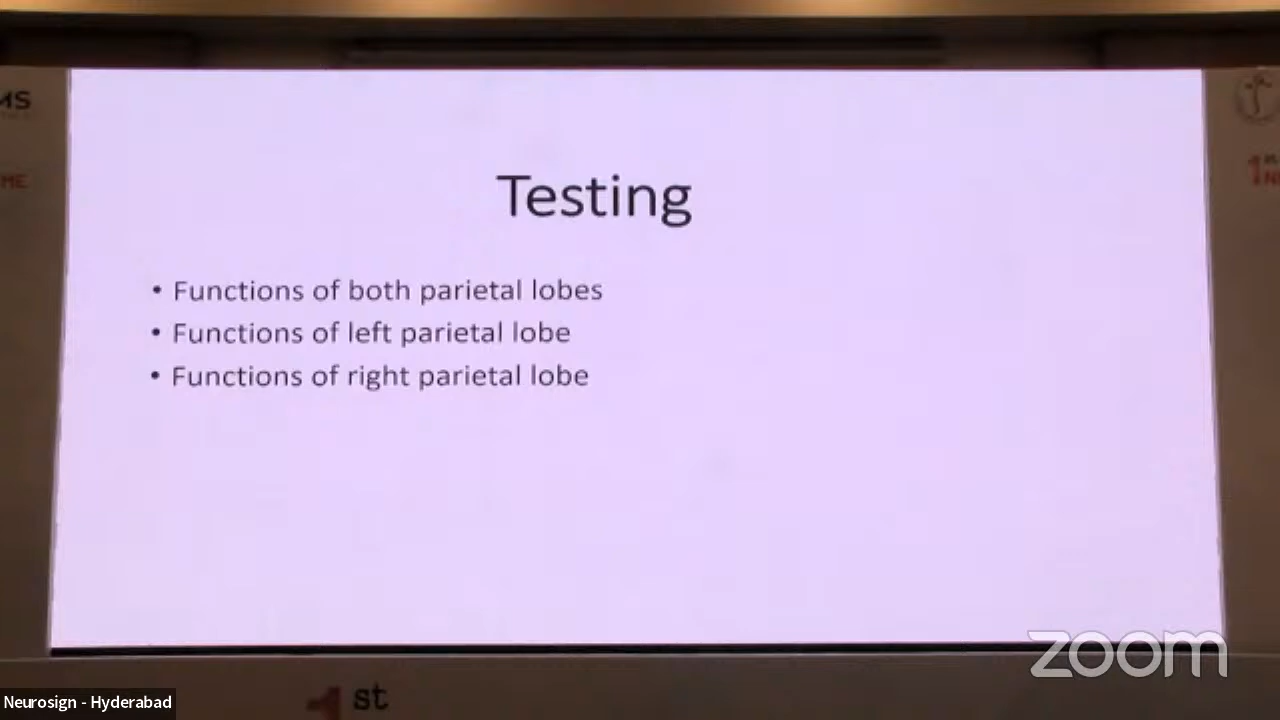 Testing
• Functions of both parietal lobes
• Functions of left parietal lobe
• Functions of right parietal lobe
zoom
1st
Neurosign - Hyderabad